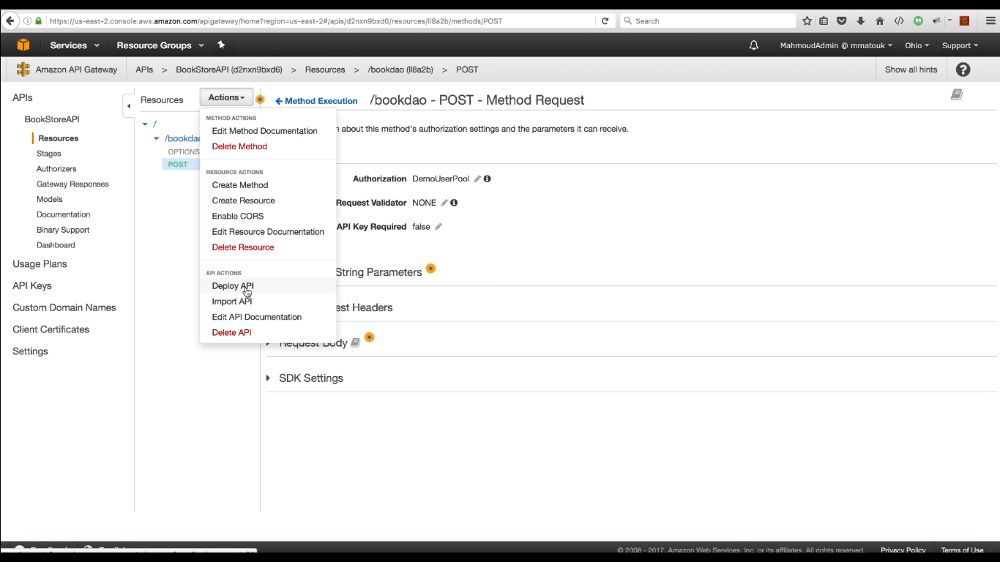 https://us-east-2.console.aws.amazon.com/apigateway/home?region=us-east-2#/apis/d2nxn9bxd6/resources/ll8a2b/methods/POST
Search
Services
Resource Groups
MahmoudAdmin @ mmatouk
Ohio
Support
Amazon API Gateway
APIs > BookStoreAPI (d2nxn9bxd6) > Resources > /bookdao (ll8a2b) > POST
Show all hints
APIs
BookStoreAPI
Resources
Stages
Authorizers
Gateway Responses
Models
Documentation
Binary Support
Dashboard
Usage Plans
API Keys
Custom Domain Names
Client Certificates
Settings
Resources
Actions
/
/bookdao
OPTIONS
POST
METHOD ACTIONS
Edit Method Documentation
Delete Method
RESOURCE ACTIONS
Create Method
Create Resource
Enable CORS
Edit Resource Documentation
Delete Resource
API ACTIONS
Deploy API
Import API
Edit API Documentation
Delete API
Method Execution /bookdao - POST - Method Request
about this method's authorization settings and the parameters it can receive.
Authorization DemoUserPool
Request Validator NONE
API Key Required false
String Parameters
est Headers
Request Body
SDK Settings
© 2008 - 2017, Amazon Web Services, Inc. or its affiliates. All rights reserved.
Privacy Policy
Terms of Use